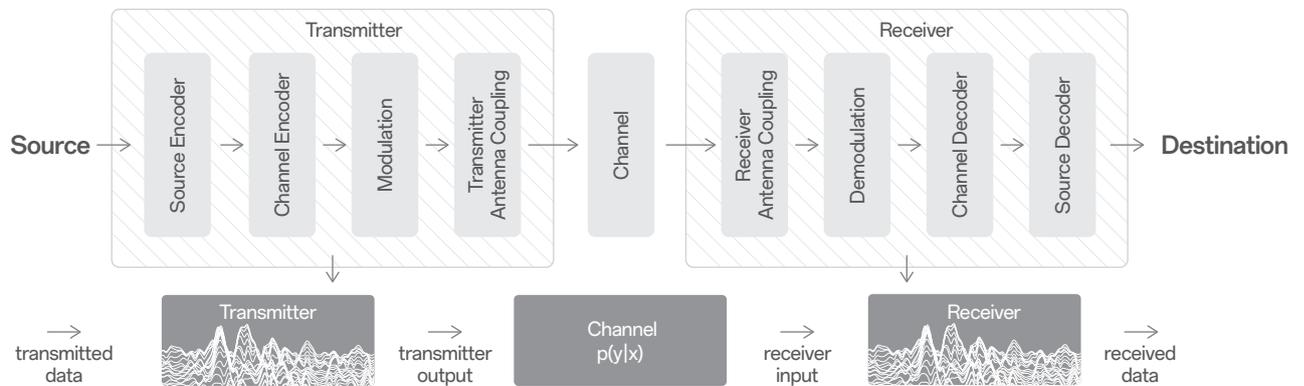 Transmitter
Receiver
Source
Source Encoder
Channel Encoder
Modulation
Transmitter
Antenna Coupling
Channel
Receiver
Antenna Coupling
Demodulation
Channel Decoder
Source Decoder
Destination
transmitted
data
Transmitter
transmitter
output
Channel
p(y|x)
receiver
input
Receiver
received
data